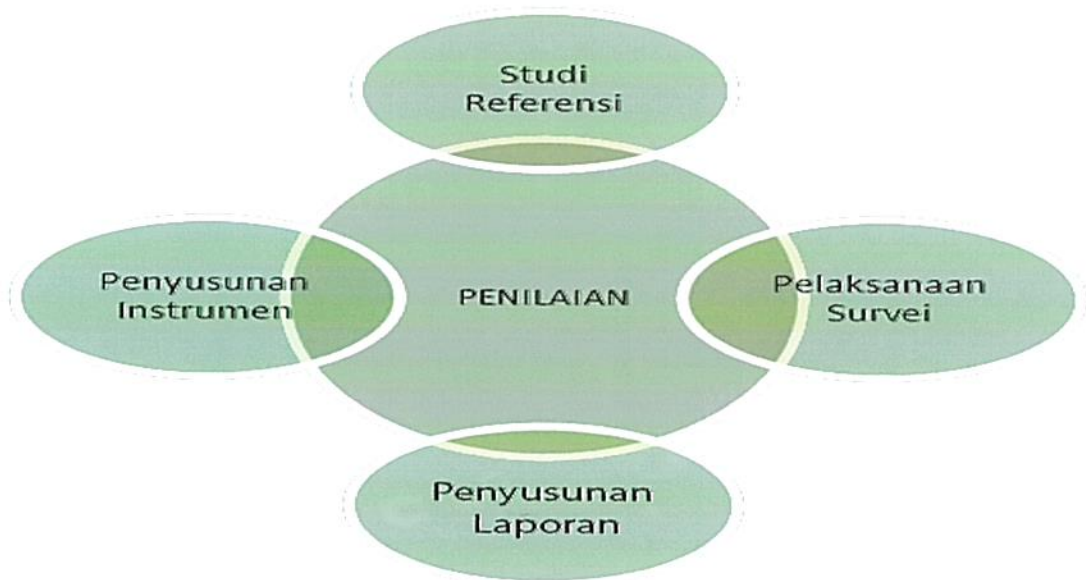 Studi
Referensi
Penyusunan
Instrumen
PENILAIAN
Pelaksanaan
Survei
Penyusunan
Laporan